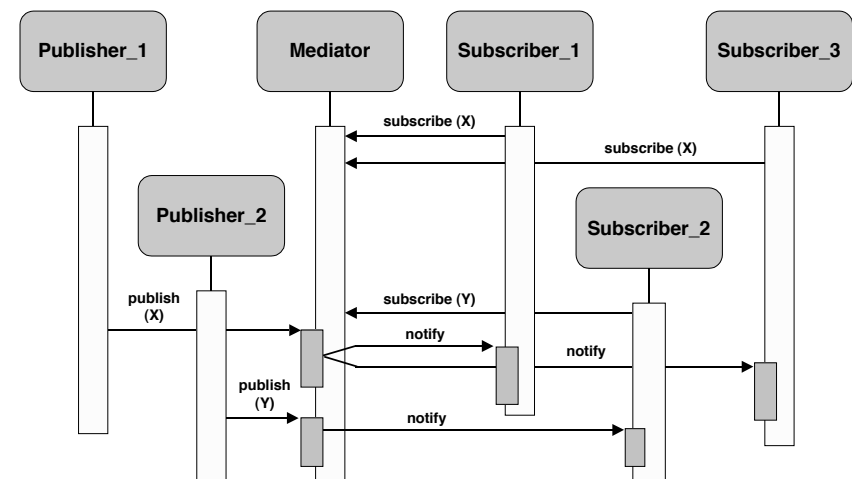 Publisher_1
Mediator
Subscriber_1
Subscriber_3
subscribe (X)
subscribe (X)
Publisher_2
Subscriber_2
publish
(X)
subscribe (Y)
notify
notify
publish
(Y)
notify